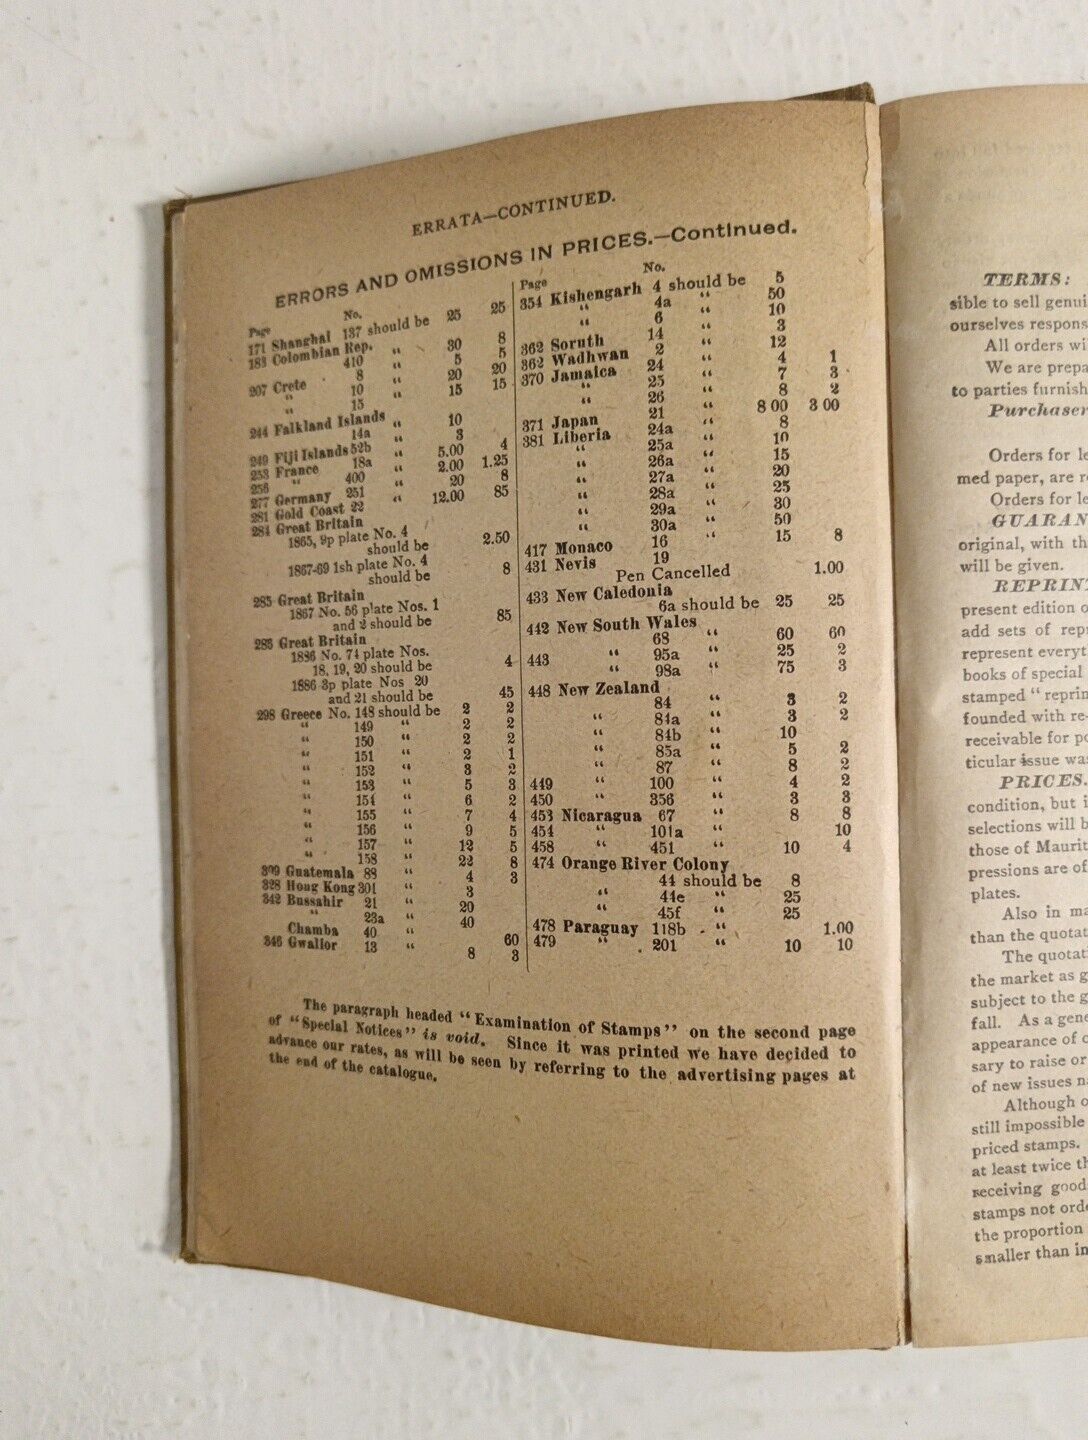 ERRATA—CONTINUED.
ERRORS AND OMISSIONS IN PRICES.—Continued.
Page No.
171 Shanghai 137 should be 25 25
183 Colombian Rep.
410 “ 30 8
207 Crete 8 “ 5 5
“ 10 “ 20 20
“ 15 “ 15 15
244 Falkland Islands
14a “ 10
249 Fiji Islands 52b “ 3
253 France 18a “ 5.00 4
256 “ 400 “ 2.00 1.25
277 Germany 251 “ 20 8
281 Gold Coast 22 “ 12.00 85
284 Great Britain
1865, 9p plate No. 4
should be 2.50
1867-69 1sh plate No. 4
should be 8
285 Great Britain
1867 No. 56 plate Nos. 1
and 2 should be 85
286 Great Britain
1886 No. 74 plate Nos.
18, 19, 20 should be 4
1886 3p plate Nos 20
and 21 should be 45
298 Greece No. 148 should be 2 2
“ 149 “ 2 2
“ 150 “ 2 2
“ 151 “ 2 1
“ 152 “ 3 2
“ 153 “ 5 3
“ 154 “ 6 2
“ 155 “ 7 4
“ 156 “ 9 5
“ 157 “ 12 5
“ 158 “ 22 8
309 Guatemala 88 “ 4 3
328 Hong Kong 301 “ 3
342 Bussahir 21 “ 20
“ 23a “ 40
Chamba 40 “ 60
346 Gwalior 13 “ 8 3
Page No.
354 Kishengarh 4 should be 5
“ 4a “ 50
“ 6 “ 10
362 Soruth 14 “ 3
362 Wadhwan 2 “ 12
370 Jamaica 24 “ 4 1
“ 25 “ 7 3
“ 26 “ 8 2
371 Japan 21 “ 8 00 3 00
381 Liberia 24a “ 8
“ 25a “ 10
“ 26a “ 15
“ 27a “ 20
“ 28a “ 25
“ 29a “ 30
“ 30a “ 50
417 Monaco 16 “ 15 8
431 Nevis 19
Pen Cancelled 1.00
433 New Caledonia
6a should be 25 25
442 New South Wales
68 “ 60 60
443 “ 95a “ 25 2
“ 98a “ 75 3
448 New Zealand
84 “ 3 2
“ 84a “ 3 2
“ 84b “ 10
“ 85a “ 5 2
“ 87 “ 8 2
449 “ 100 “ 4 2
450 “ 356 “ 3 3
453 Nicaragua 67 “ 8 8
454 “ 101a “ 10
458 “ 451 “ 10 4
474 Orange River Colony
44 should be 8
“ 44e “ 25
“ 45f “ 25
478 Paraguay 118b “ 1.00
479 “ 201 “ 10 10
The paragraph headed “Examination of Stamps” on the second page
of “Special Notices” is void. Since it was printed we have decided to
advance our rates, as will be seen by referring to the advertising pages at
the end of the catalogue.
TERMS:
sible to sell genui
ourselves respons
All orders wi
We are prepa
to parties furnish
Purchaser
Orders for le
med paper, are re
Orders for le
GUARAN
original, with th
will be given.
REPRINT
present edition o
add sets of repr
represent everyt
books of special
stamped “reprin
founded with re-
receivable for po
ticular issue was
PRICES.
condition, but i
selections will b
those of Maurit
pressions are of
plates.
Also in ma
than the quotat
The quotati
the market as g
subject to the g
fall. As a gene
appearance of c
sary to raise or
of new issues n
Although o
still impossible
priced stamps.
at least twice th
receiving good
stamps not orde
the proportion
smaller than in